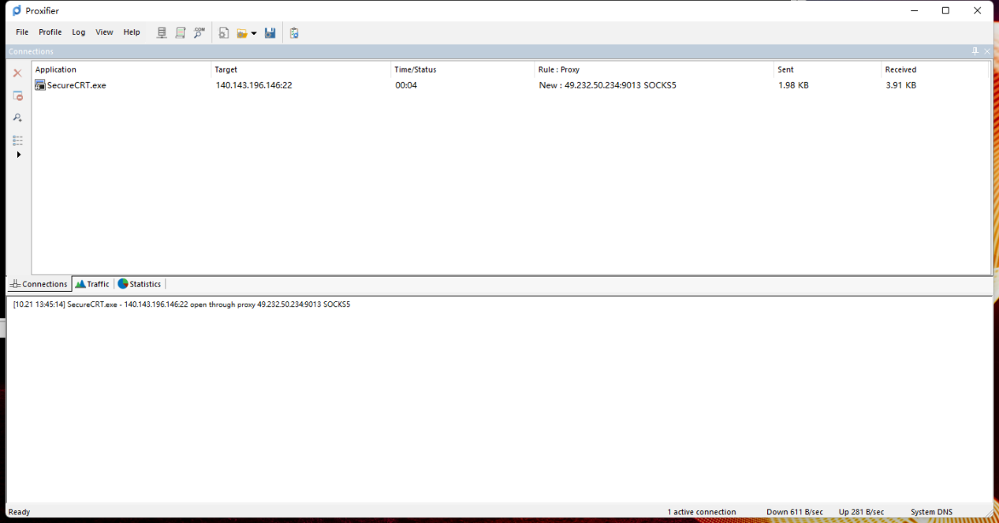 Proxifier
File Profile Log View Help
.COM
Connections
Application Target Time/Status Rule : Proxy Sent Received
SecureCRT.exe 140.143.196.146:22 00:04 New : 49.232.50.234:9013 SOCKS5 1.98 KB 3.91 KB
Connections Traffic Statistics
[10.21 13:45:14] SecureCRT.exe - 140.143.196.146:22 open through proxy 49.232.50.234:9013 SOCKS5
Ready 1 active connection Down 611 B/sec Up 281 B/sec System DNS